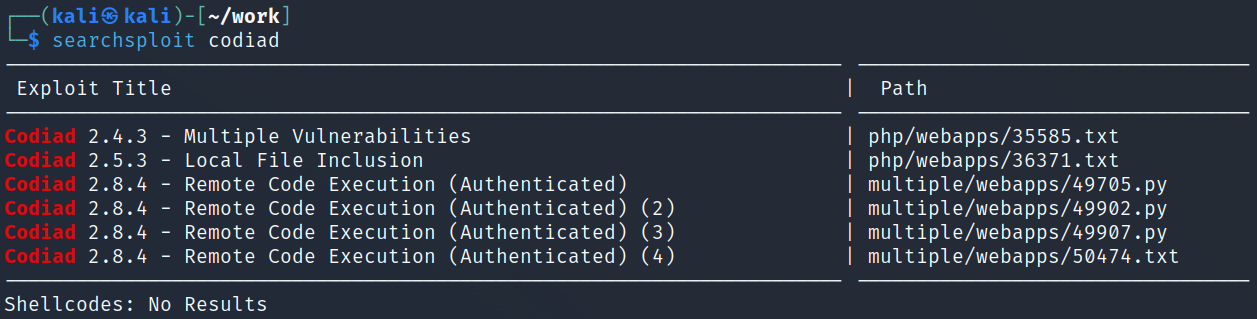 ┌──(kali㉿kali)-[~/work]
└─$ searchsploit codiad
Exploit Title | Path
Codiad 2.4.3 - Multiple Vulnerabilities | php/webapps/35585.txt
Codiad 2.5.3 - Local File Inclusion | php/webapps/36371.txt
Codiad 2.8.4 - Remote Code Execution (Authenticated) | multiple/webapps/49705.py
Codiad 2.8.4 - Remote Code Execution (Authenticated) (2) | multiple/webapps/49902.py
Codiad 2.8.4 - Remote Code Execution (Authenticated) (3) | multiple/webapps/49907.py
Codiad 2.8.4 - Remote Code Execution (Authenticated) (4) | multiple/webapps/50474.txt
Shellcodes: No Results